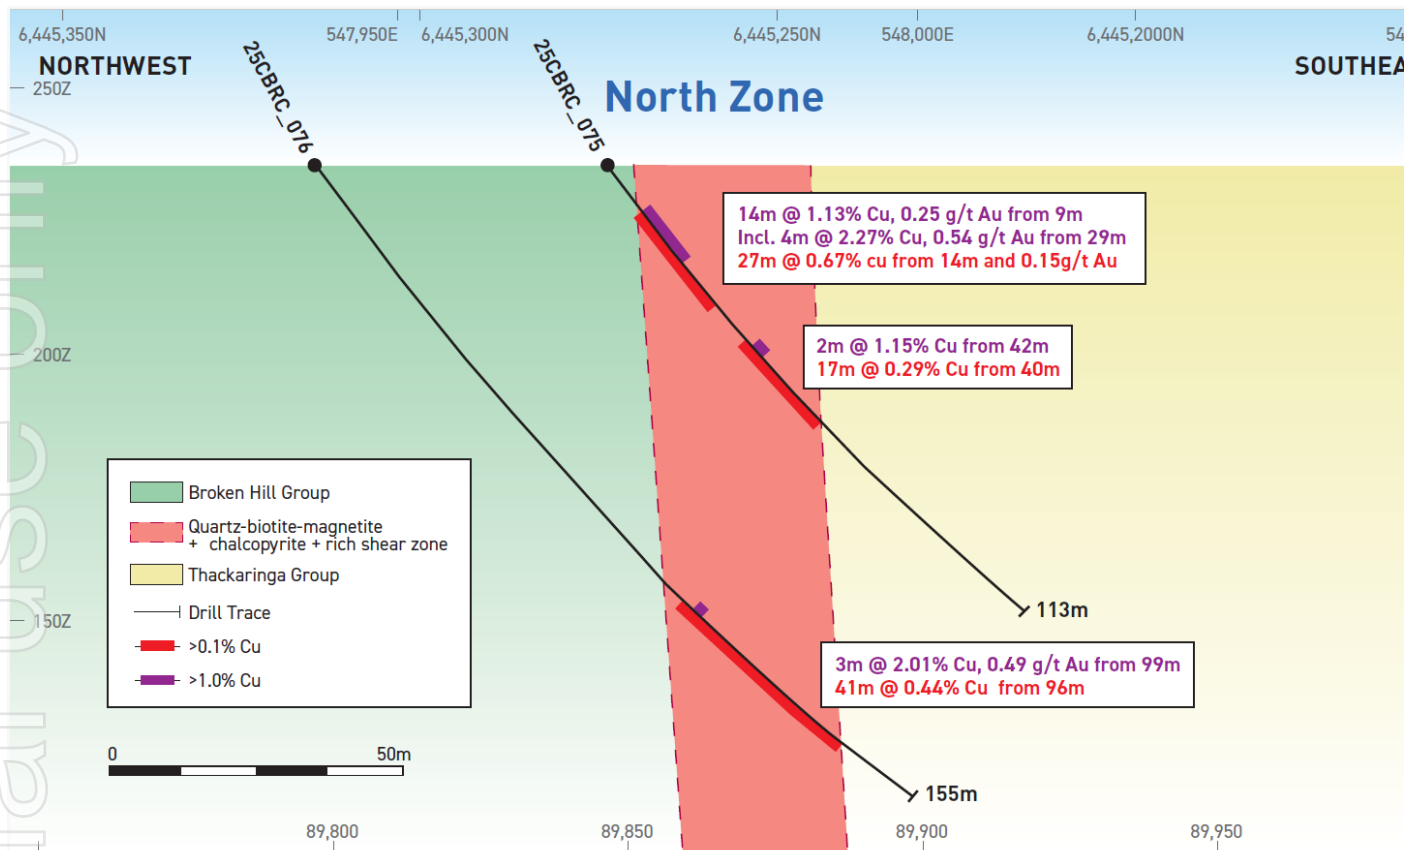 6,445,350N
547,950E
6,445,300N
6,445,250N
548,000E
6,445,2000N
54
NORTHWEST
SOUTHEA
250Z
25CBRC_076
25CBRC_075
North Zone
14m @ 1.13% Cu, 0.25 g/t Au from 9m
Incl. 4m @ 2.27% Cu, 0.54 g/t Au from 29m
27m @ 0.67% cu from 14m and 0.15g/t Au
200Z
2m @ 1.15% Cu from 42m
17m @ 0.29% Cu from 40m
Broken Hill Group
Quartz-biotite-magnetite
+ chalcopyrite + rich shear zone
Thackaringa Group
Drill Trace
>0.1% Cu
>1.0% Cu
150Z
113m
3m @ 2.01% Cu, 0.49 g/t Au from 99m
41m @ 0.44% Cu from 96m
155m
0
50m
89,800
89,850
89,900
89,950
use only